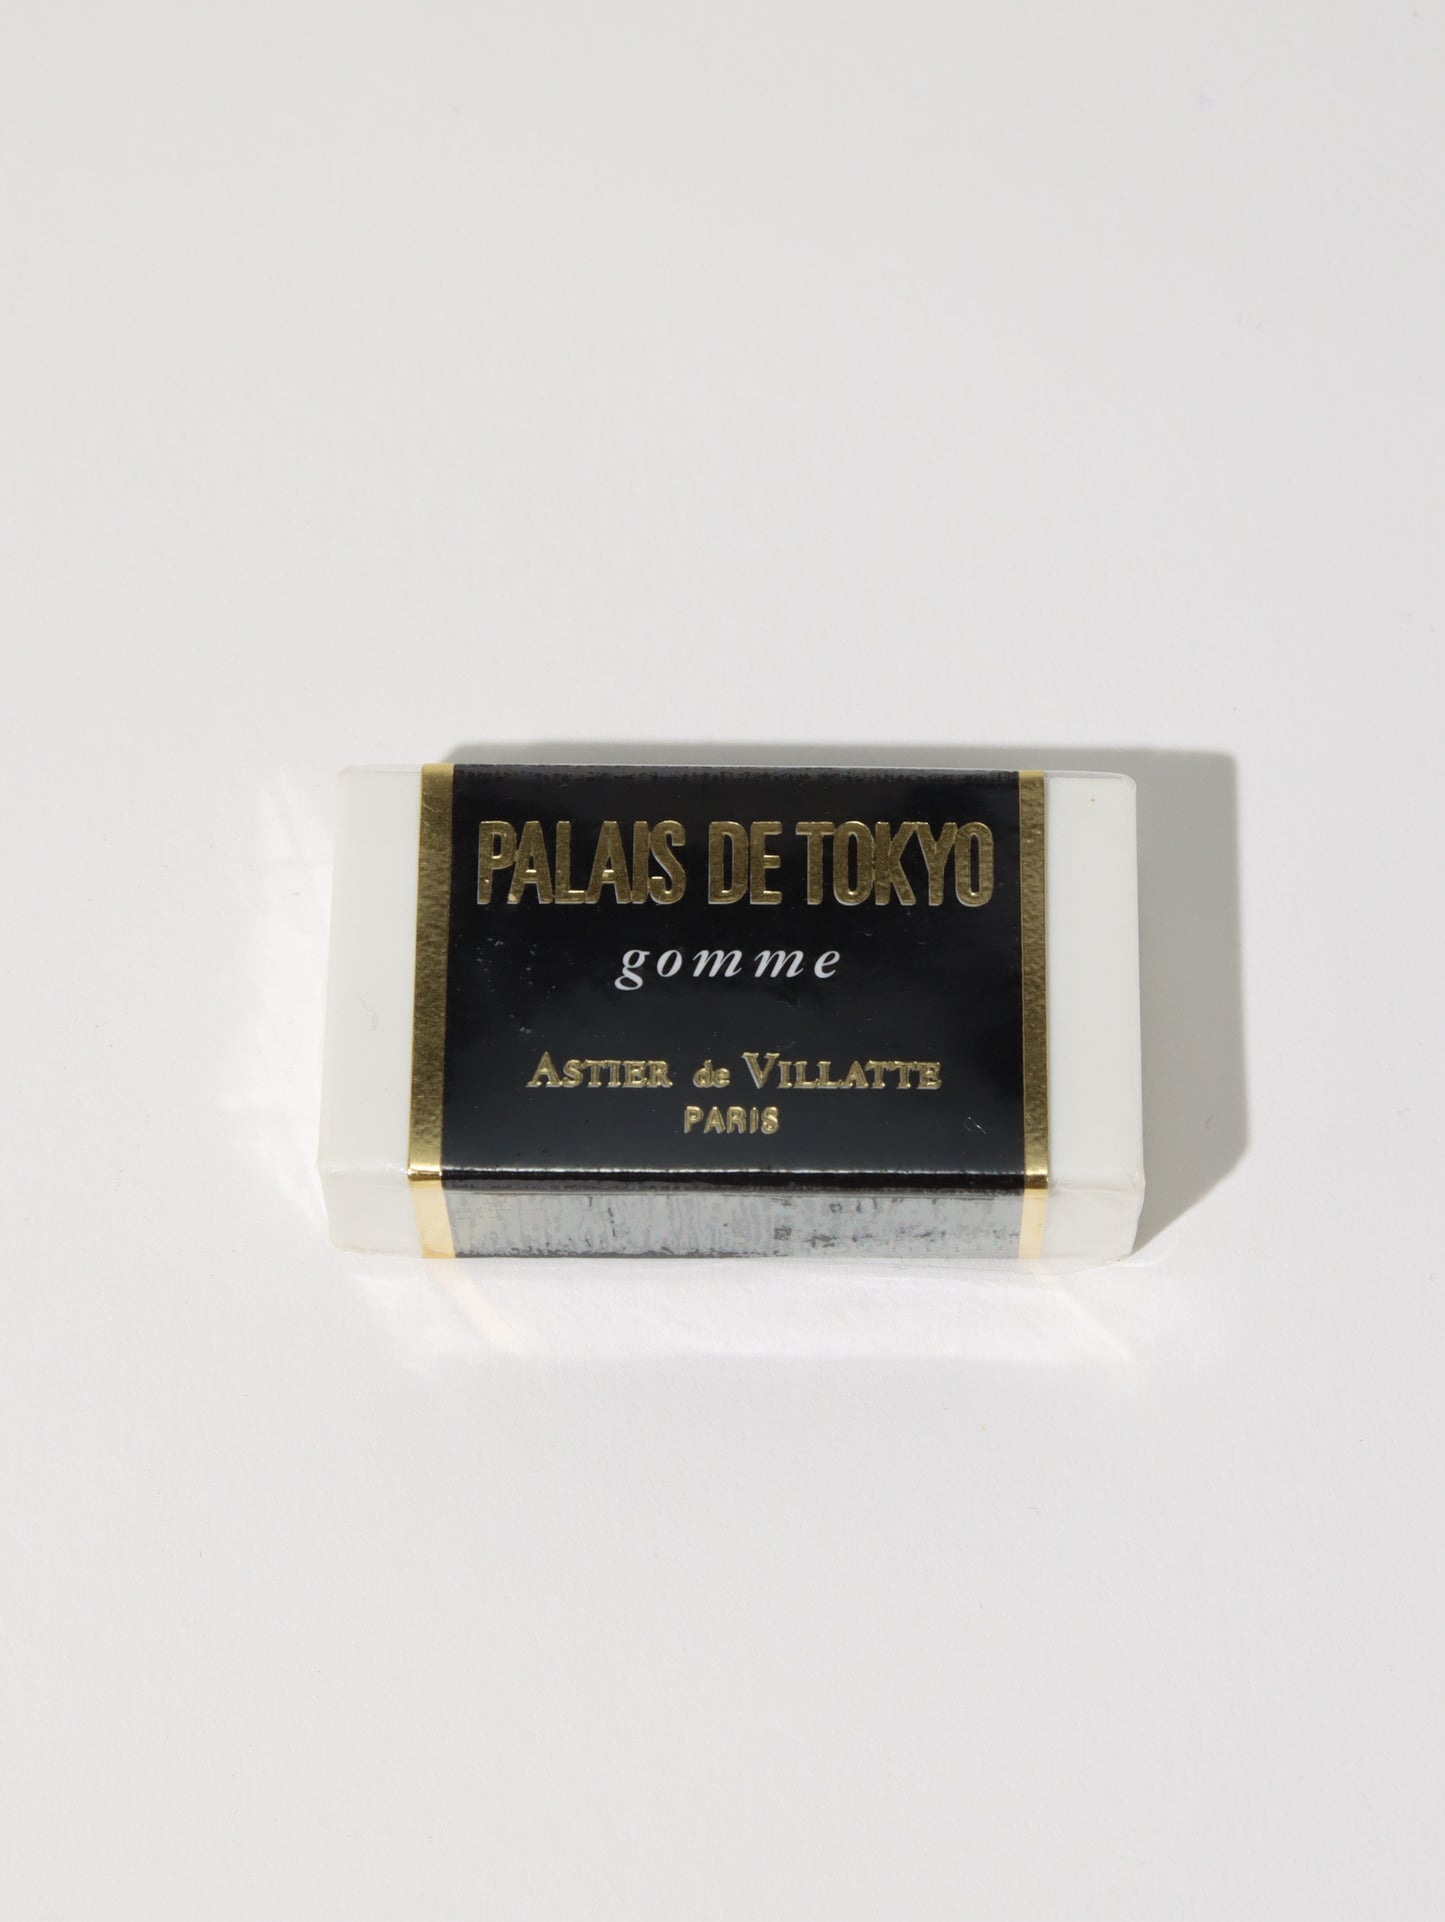 PALAIS DE TOKYO
gomme
ASTIER de VILLATTE
PARIS